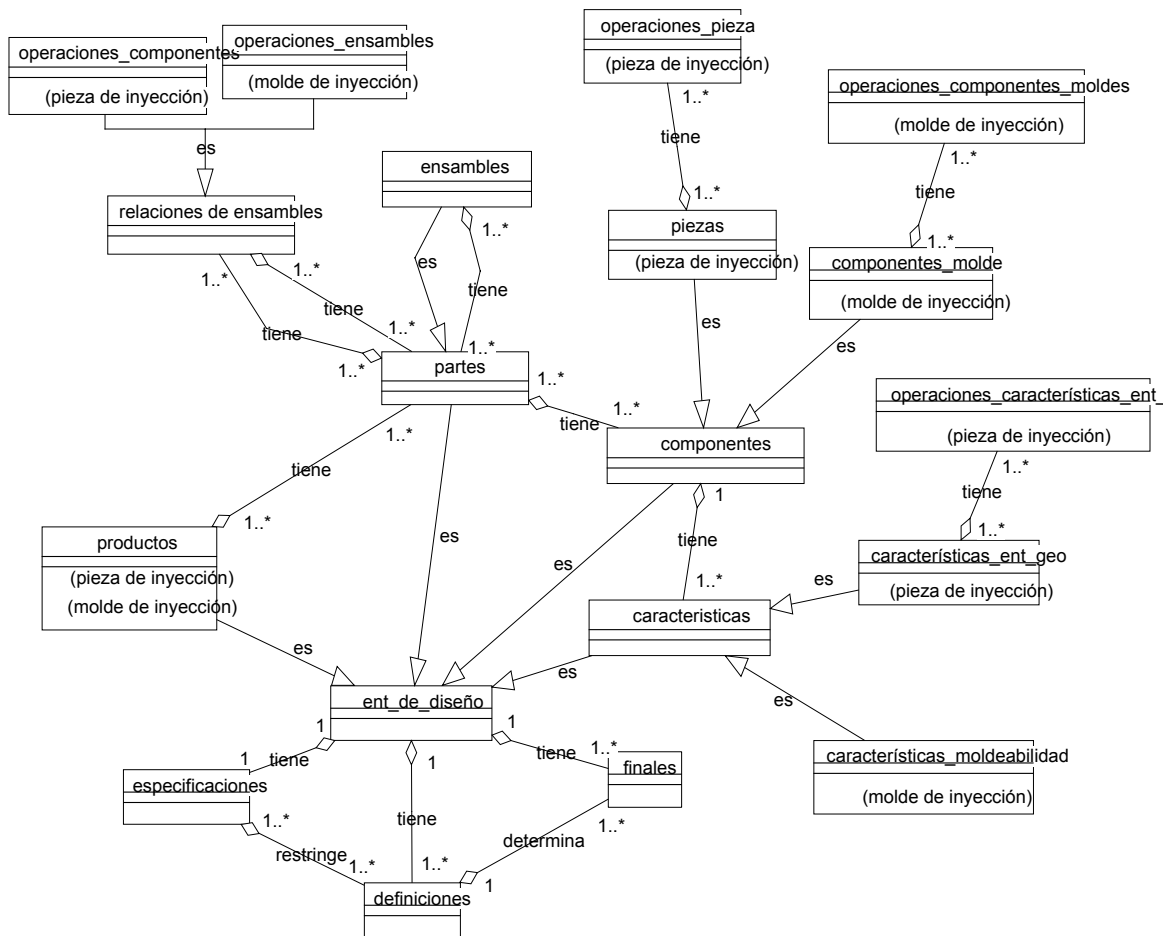 operaciones_pieza
(pieza de inyección)
1..*
tiene
1..*
operaciones_componentes
(pieza de inyección)
operaciones_ensambles
(molde de inyección)
es
operaciones_componentes_moldes
(molde de inyección)
1..*
tiene
1..*
ensambles
1..*
es
tiene
1..*
relaciones de ensambles
1..*
1..*
tiene
tiene
1..*
1..*
piezas
(pieza de inyección)
es
componentes_molde
(molde de inyección)
es
partes
1..*
1..*
1..*
tiene
componentes
1
operaciones_características_ent_
(pieza de inyección)
1..*
tiene
1..*
tiene
1..*
productos
(pieza de inyección)
(molde de inyección)
es
es
es
tiene
1..*
características_ent_geo
(pieza de inyección)
es
caracteristicas
es
es
ent_de_diseño
1
1
1
1
tiene
tiene
1..*
tiene
1..*
especificaciones
1..*
restringe
1..*
finales
1..*
determina
1
definiciones
características_moldeabilidad
(molde de inyección)